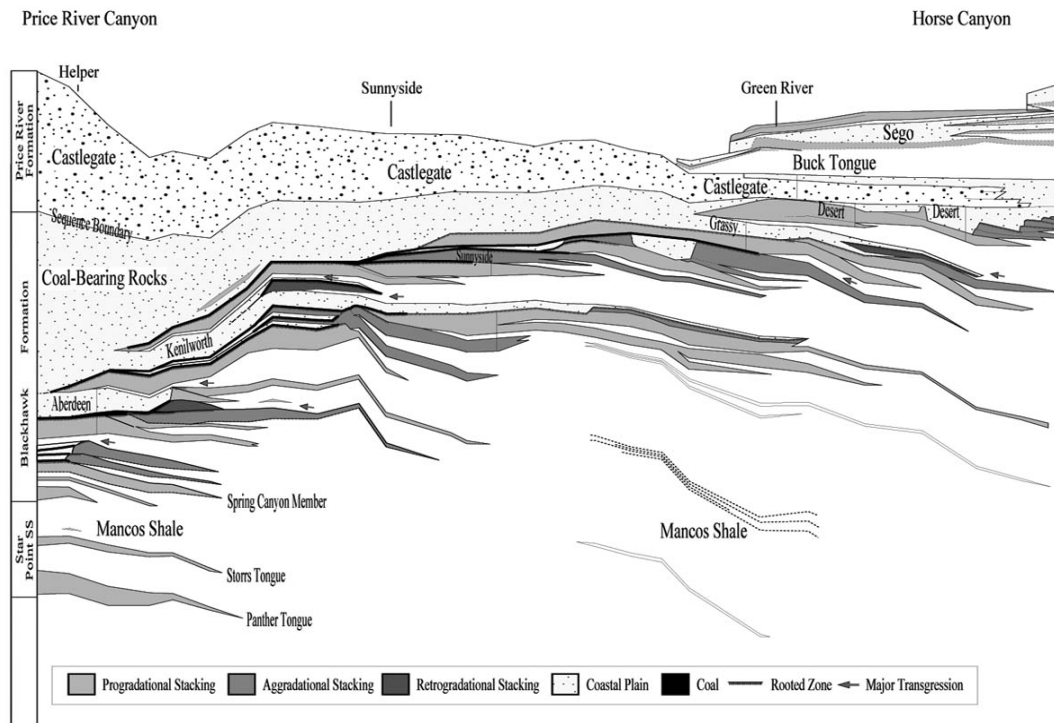 Price River Canyon
Horse Canyon
Helper
Sunnyside
Green River
Price River
Formation
Castlegate
Castlegate
Castlegate
Sego
Buck Tongue
Sequence Boundary
Desert
Desert
Grassy
Sunnyside
Coal-Bearing Rocks
Kenilworth
Aberdeen
Blackhawk Formation
Spring Canyon Member
Mancos Shale
Mancos Shale
Star
Point SS
Storrs Tongue
Panther Tongue
Progradational Stacking
Aggradational Stacking
Retrogradational Stacking
Coastal Plain
Coal
Rooted Zone
Major Transgression